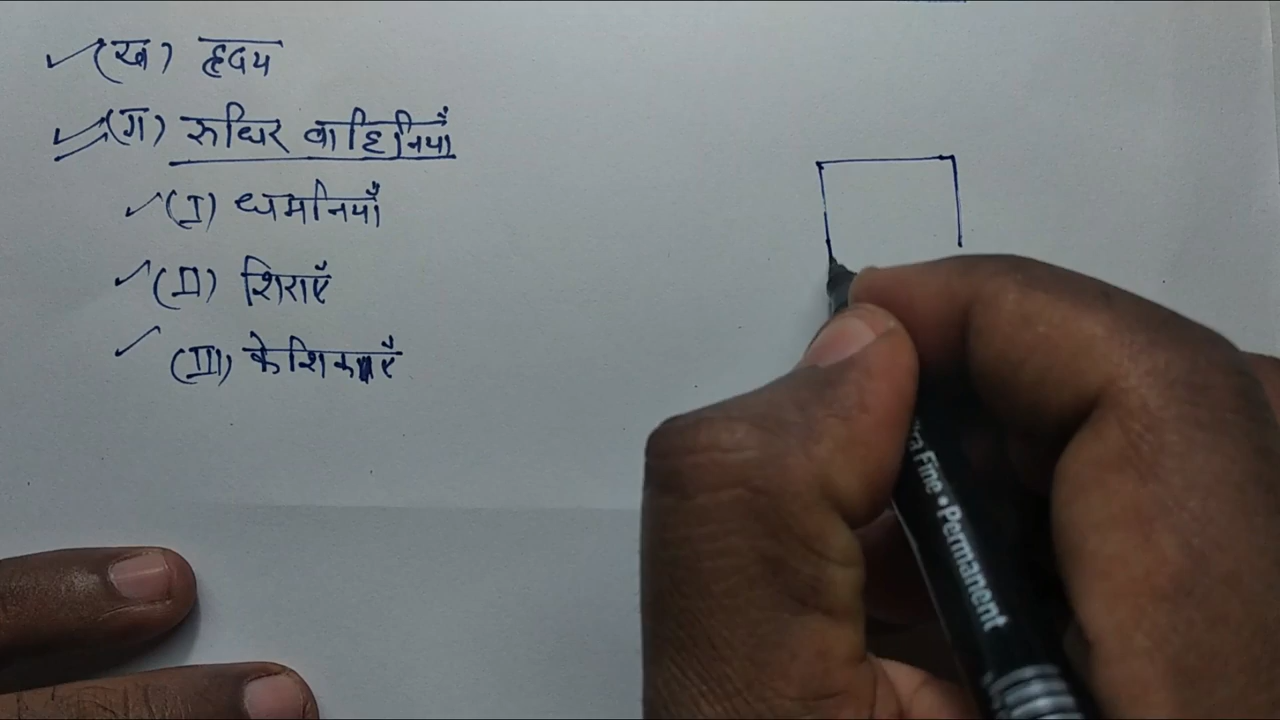 (ख) हृदय
(ग) रुधिर वाहिनियाँ
(I) धमनियाँ
(II) शिराएँ
(III) केशिकाएँ
Fine • Permanent